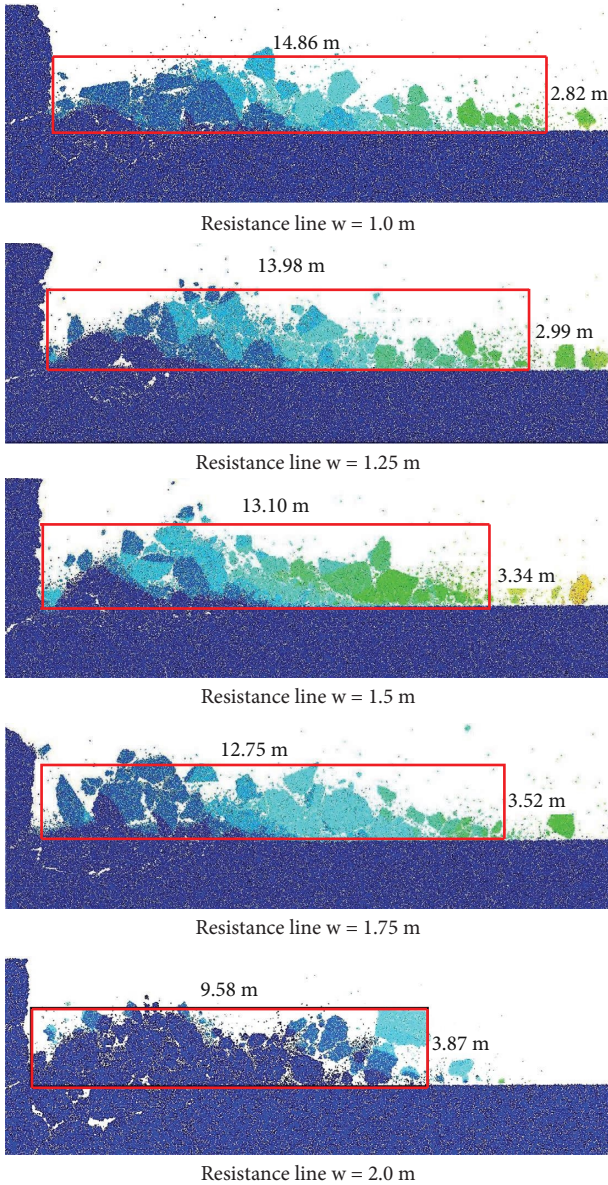 14.86 m
2.82 m
Resistance line w = 1.0 m
13.98 m
2.99 m
Resistance line w = 1.25 m
13.10 m
3.34 m
Resistance line w = 1.5 m
12.75 m
3.52 m
Resistance line w = 1.75 m
9.58 m
3.87 m
Resistance line w = 2.0 m